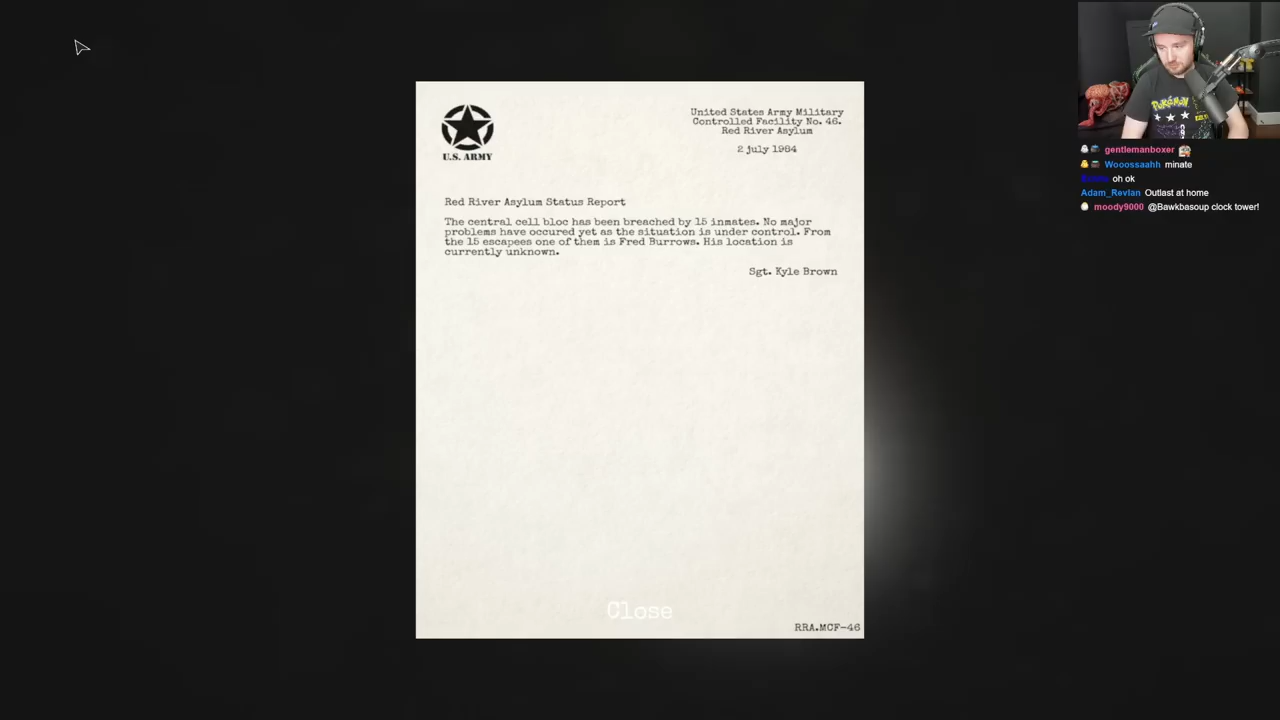 U.S. ARMY
United States Army Military
Controlled Facility No. 46.
Red River Asylum
2 july 1984
Red River Asylum Status Report
The central cell bloc has been breached by 15 inmates. No major
problems have occured yet as the situation is under control. From
the 15 escapees one of them is Fred Burrows. His location is
currently unknown.
Sgt. Kyle Brown
Close
RRA.MCF-46
POKéMON
gentlemanboxer
Wooossaahh minate
oh ok
Adam_Revlan Outlast at home
moody9000 @Bawkbasoup clock tower!